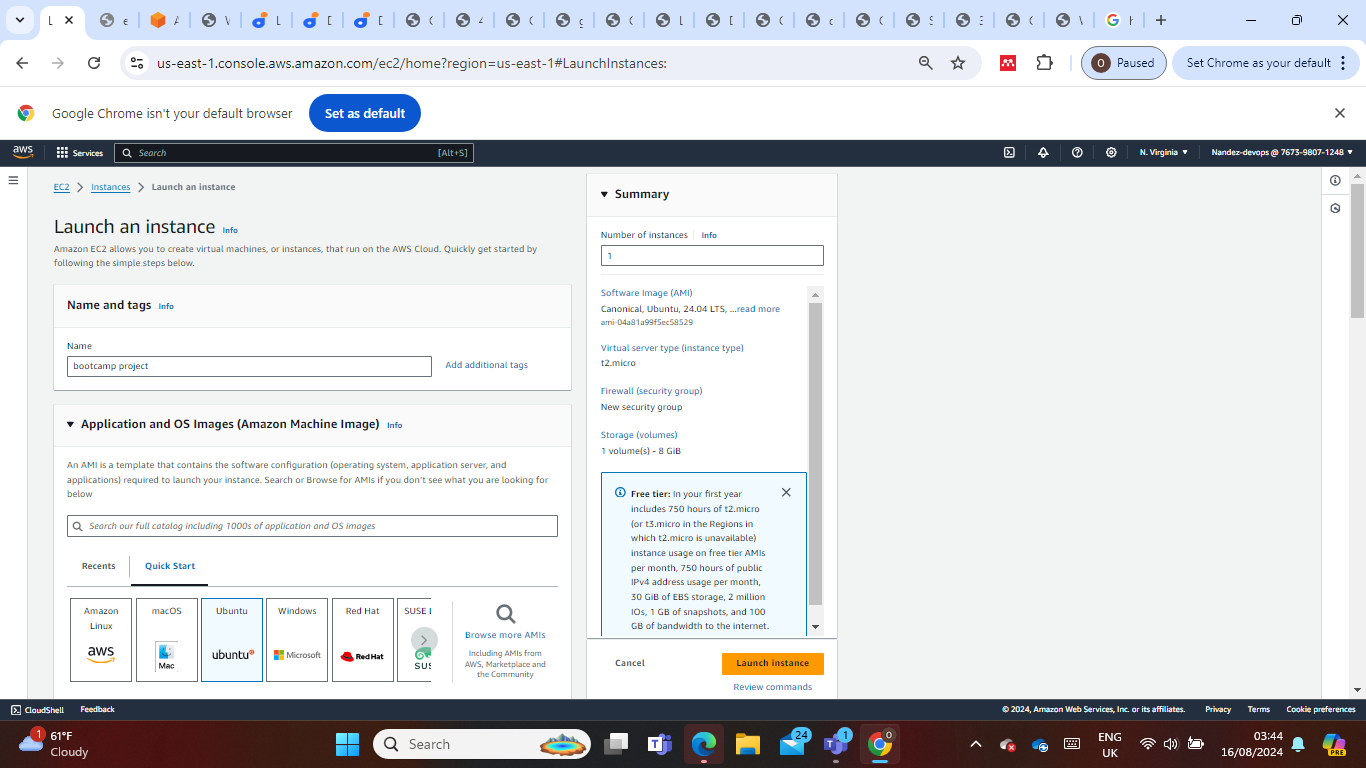 L
us-east-1.console.aws.amazon.com/ec2/home?region=us-east-1#LaunchInstances:
O Paused
Set Chrome as your default
Google Chrome isn't your default browser
Set as default
aws
Services
Search
[Alt+S]
N. Virginia
Nandez-devops @ 7673-9807-1248
EC2
Instances
Launch an instance
Launch an instance Info
Amazon EC2 allows you to create virtual machines, or instances, that run on the AWS Cloud. Quickly get started by
following the simple steps below.
Name and tags Info
Name
bootcamp project
Add additional tags
Application and OS Images (Amazon Machine Image) Info
An AMI is a template that contains the software configuration (operating system, application server, and
applications) required to launch your instance. Search or Browse for AMIs if you don't see what you are looking for
below
Search our full catalog including 1000s of application and OS images
Recents
Quick Start
Amazon
Linux
aws
macOS
Mac
Ubuntu
ubuntu
Windows
Microsoft
Red Hat
RedHat
SUSE
SUS
Browse more AMIs
Including AMIs from
AWS, Marketplace and
the Community
Summary
Number of instances Info
1
Software Image (AMI)
Canonical, Ubuntu, 24.04 LTS, ...read more
ami-04a81a99f5ec58529
Virtual server type (instance type)
t2.micro
Firewall (security group)
New security group
Storage (volumes)
1 volume(s) - 8 GiB
Free tier: In your first year
includes 750 hours of t2.micro
(or t3.micro in the Regions in
which t2.micro is unavailable)
instance usage on free tier AMIs
per month, 750 hours of public
IPv4 address usage per month,
30 GiB of EBS storage, 2 million
IOs, 1 GB of snapshots, and 100
GB of bandwidth to the internet.
Cancel
Launch instance
Review commands
CloudShell
Feedback
© 2024, Amazon Web Services, Inc. or its affiliates.
Privacy
Terms
Cookie preferences
1
61°F
Cloudy
Search
24
1
ENG
UK
03:44
16/08/2024
PRE